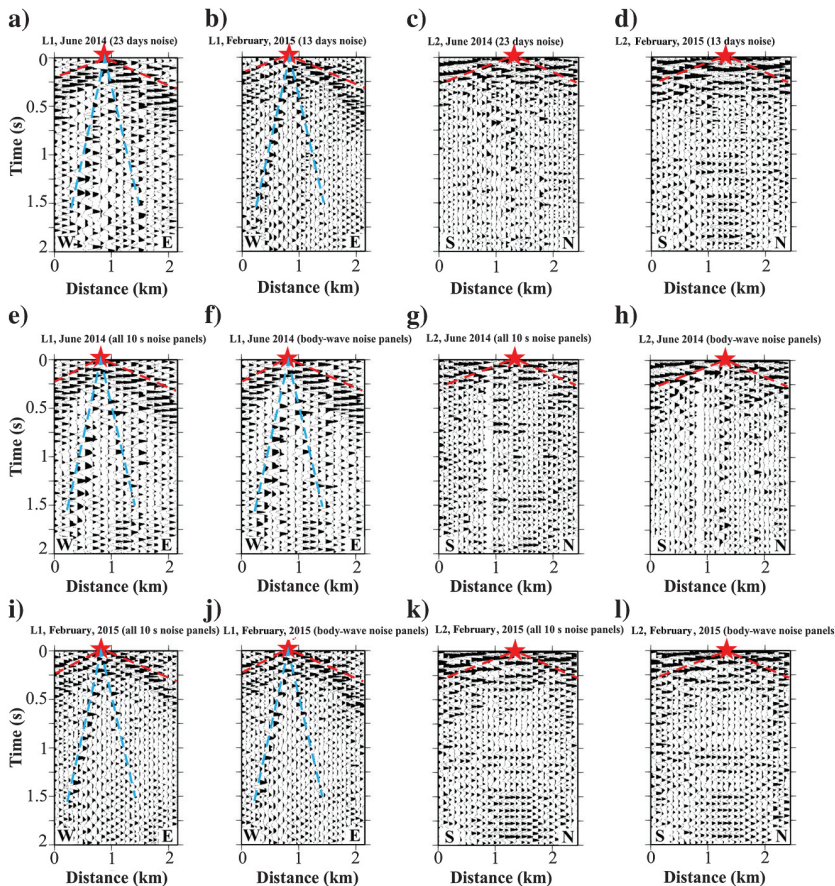 a) b) c) d)
L1, June 2014 (23 days noise) L1, February, 2015 (13 days noise) L2, June 2014 (23 days noise) L2, February, 2015 (13 days noise)
0
0.5
1
1.5
2
Time (s)
W E W E S N S N
0 1 2 0 1 2 0 1 2 0 1 2
Distance (km) Distance (km) Distance (km) Distance (km)
e) f) g) h)
L1, June 2014 (all 10 s noise panels) L1, June 2014 (body-wave noise panels) L2, June 2014 (all 10 s noise panels) L2, June 2014 (body-wave noise panels)
0
0.5
1
1.5
2
Time (s)
W E W E S N S N
0 1 2 0 1 2 0 1 2 0 1 2
Distance (km) Distance (km) Distance (km) Distance (km)
i) j) k) l)
L1, February, 2015 (all 10 s noise panels) L1, February, 2015 (body-wave noise panels) L2, February, 2015 (all 10 s noise panels) L2, February, 2015 (body-wave noise panels)
0
0.5
1
1.5
2
Time (s)
W E W E S N S N
0 1 2 0 1 2 0 1 2 0 1 2
Distance (km) Distance (km) Distance (km) Distance (km)